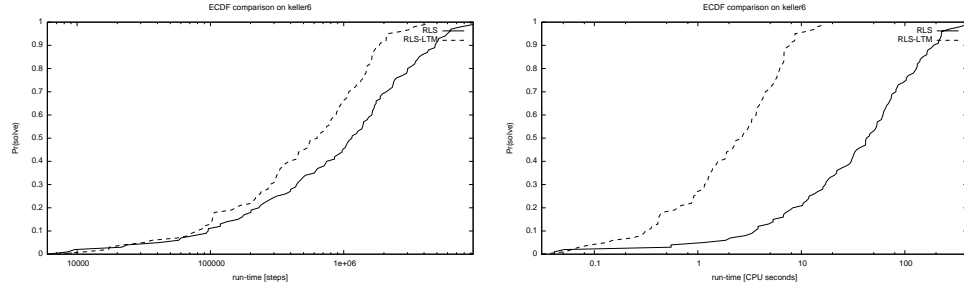 ECDF comparison on keller6
RLS
RLS-LTM
1
0.9
0.8
0.7
0.6
0.5
0.4
0.3
0.2
0.1
0
Pr(solve)
10000
100000
1e+06
run-time [steps]
ECDF comparison on keller6
RLS
RLS-LTM
1
0.9
0.8
0.7
0.6
0.5
0.4
0.3
0.2
0.1
0
Pr(solve)
0.1
1
10
100
run-time [CPU seconds]